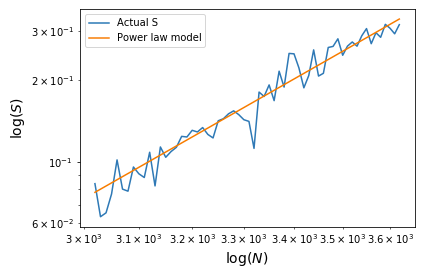 Actual S
Power law model
3 × 10³
3.1 × 10³
3.2 × 10³
3.3 × 10³
3.4 × 10³
3.5 × 10³
3.6 × 10³
log(N)
3 × 10⁻¹
2 × 10⁻¹
10⁻¹
6 × 10⁻²
log(S)